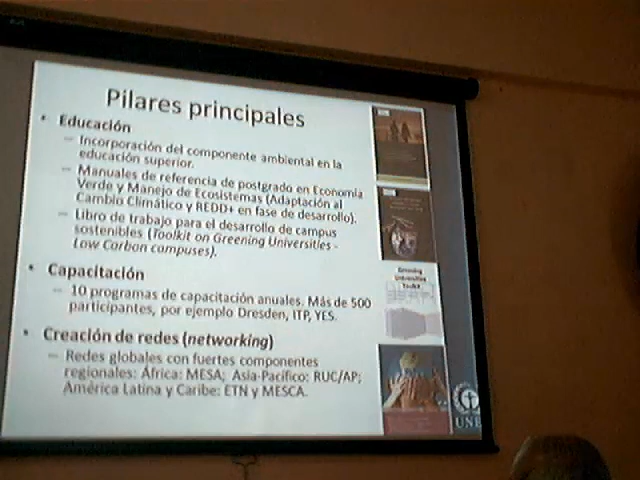 Pilares principales
• Educación
– Incorporación del componente ambiental en la
educación superior.
– Manuales de referencia de postgrado en Economía
Verde y Manejo de Ecosistemas (Adaptación al
Cambio Climático y REDD+ en fase de desarrollo).
– Libro de trabajo para el desarrollo de campus
sostenibles (Toolkit on Greening Universities -
Low Carbon campuses).
• Capacitación
– 10 programas de capacitación anuales. Más de 500
participantes, por ejemplo Dresden, ITP, YES.
• Creación de redes (networking)
– Redes globales con fuertes componentes
regionales: África: MESA; Asia-Pacífico: RUC/AP;
América Latina y Caribe: ETN y MESCA.
Greening
Universities
Toolkit
UNE